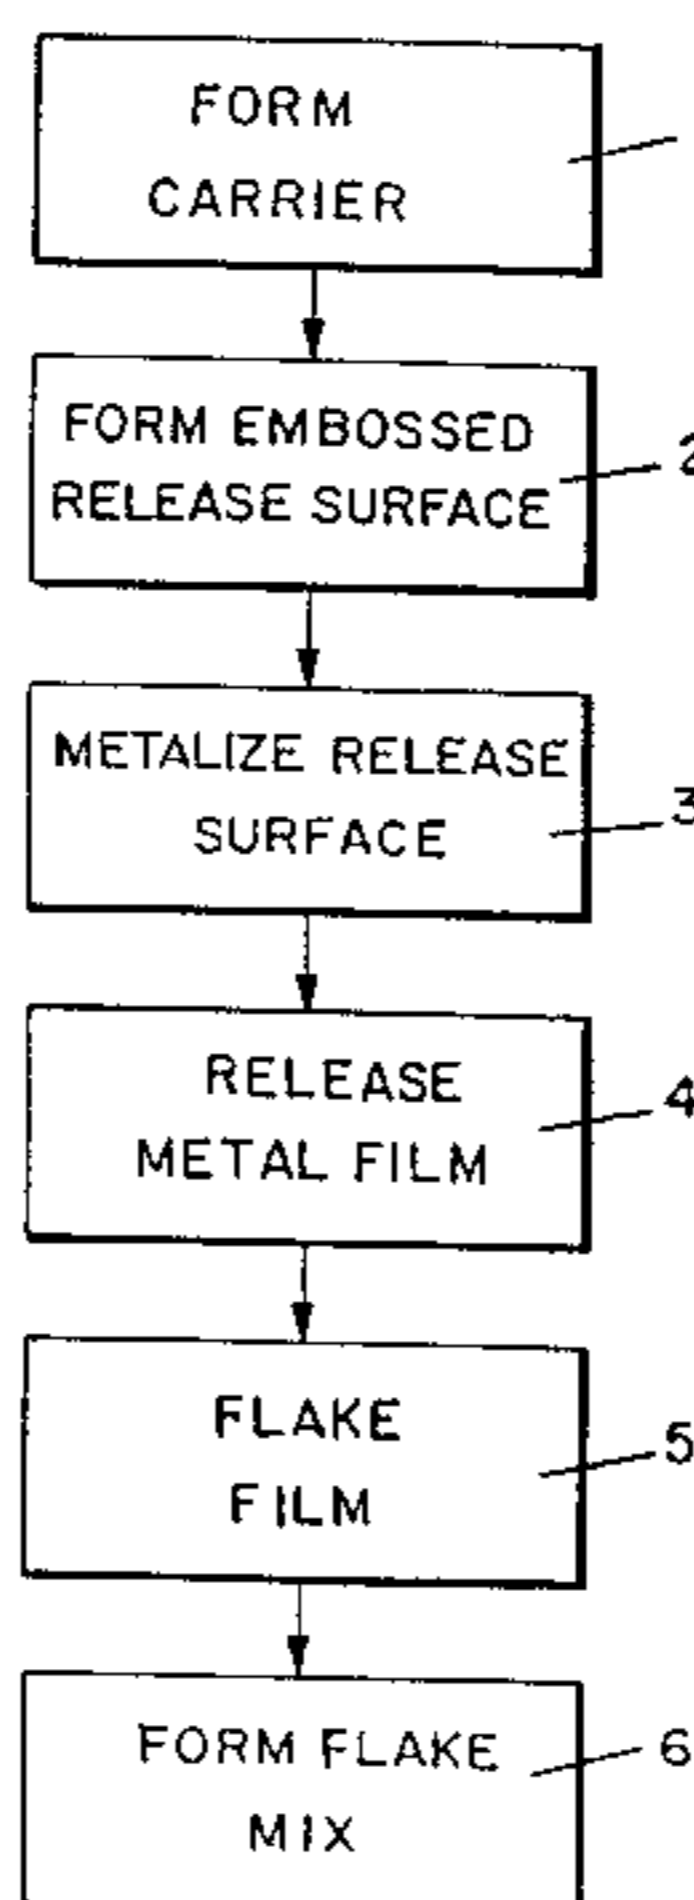 FORM
CARRIER
FORM EMBOSSED
RELEASE SURFACE
2
METALIZE RELEASE
SURFACE
3
RELEASE
METAL FILM
4
FLAKE
FILM
5
FORM FLAKE
MIX
6